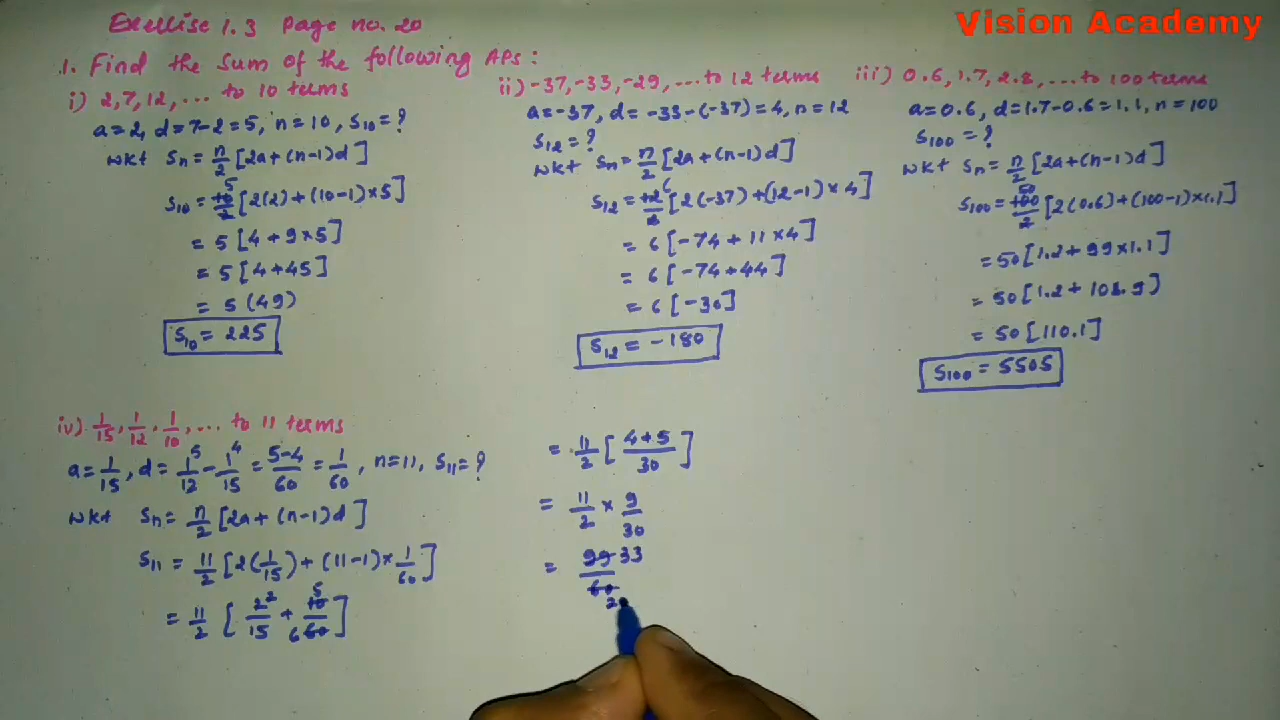 Exercise 1.3 Page no. 20
Vision Academy
1. Find the sum of the following APs:
i) 2, 7, 12, ... to 10 terms
a=2, d=7-2=5, n=10, S₁₀=?
wkt Sn = n/2 [2a+(n-1)d]
S₁₀ = 10/2 5 [2(2)+(10-1)×5]
= 5[4+9×5]
= 5[4+45]
= 5(49)
S₁₀ = 225
ii) -37, -33, -29, ... to 12 terms
a=-37, d=-33-(-37)=4, n=12
S₁₂=?
wkt Sn = n/2 [2a+(n-1)d]
S₁₂ = 12/2 6 [2(-37)+(12-1)×4]
= 6[-74+11×4]
= 6[-74+44]
= 6[-30]
S₁₂ = -180
iii) 0.6, 1.7, 2.8, ... to 100 terms
a=0.6, d=1.7-0.6=1.1, n=100
S₁₀₀=?
wkt Sn = n/2 [2a+(n-1)d]
S₁₀₀ = 100/2 50 [2(0.6)+(100-1)×1.1]
= 50[1.2+99×1.1]
= 50[1.2+108.9]
= 50[110.1]
S₁₀₀ = 5505
iv) 1/15, 1/12, 1/10, ... to 11 terms
a=1/15, d=1/12 5 - 1/15 4 = 5-4/60 = 1/60, n=11, S₁₁=?
wkt Sn = n/2 [2a+(n-1)d]
S₁₁ = 11/2 [2(1/15)+(11-1)×1/60]
= 11/2 [2/15 2 + 10/60 5 6]
= 11/2 [4+5/30]
= 11/2 × 9/30
= 99/60 33 2